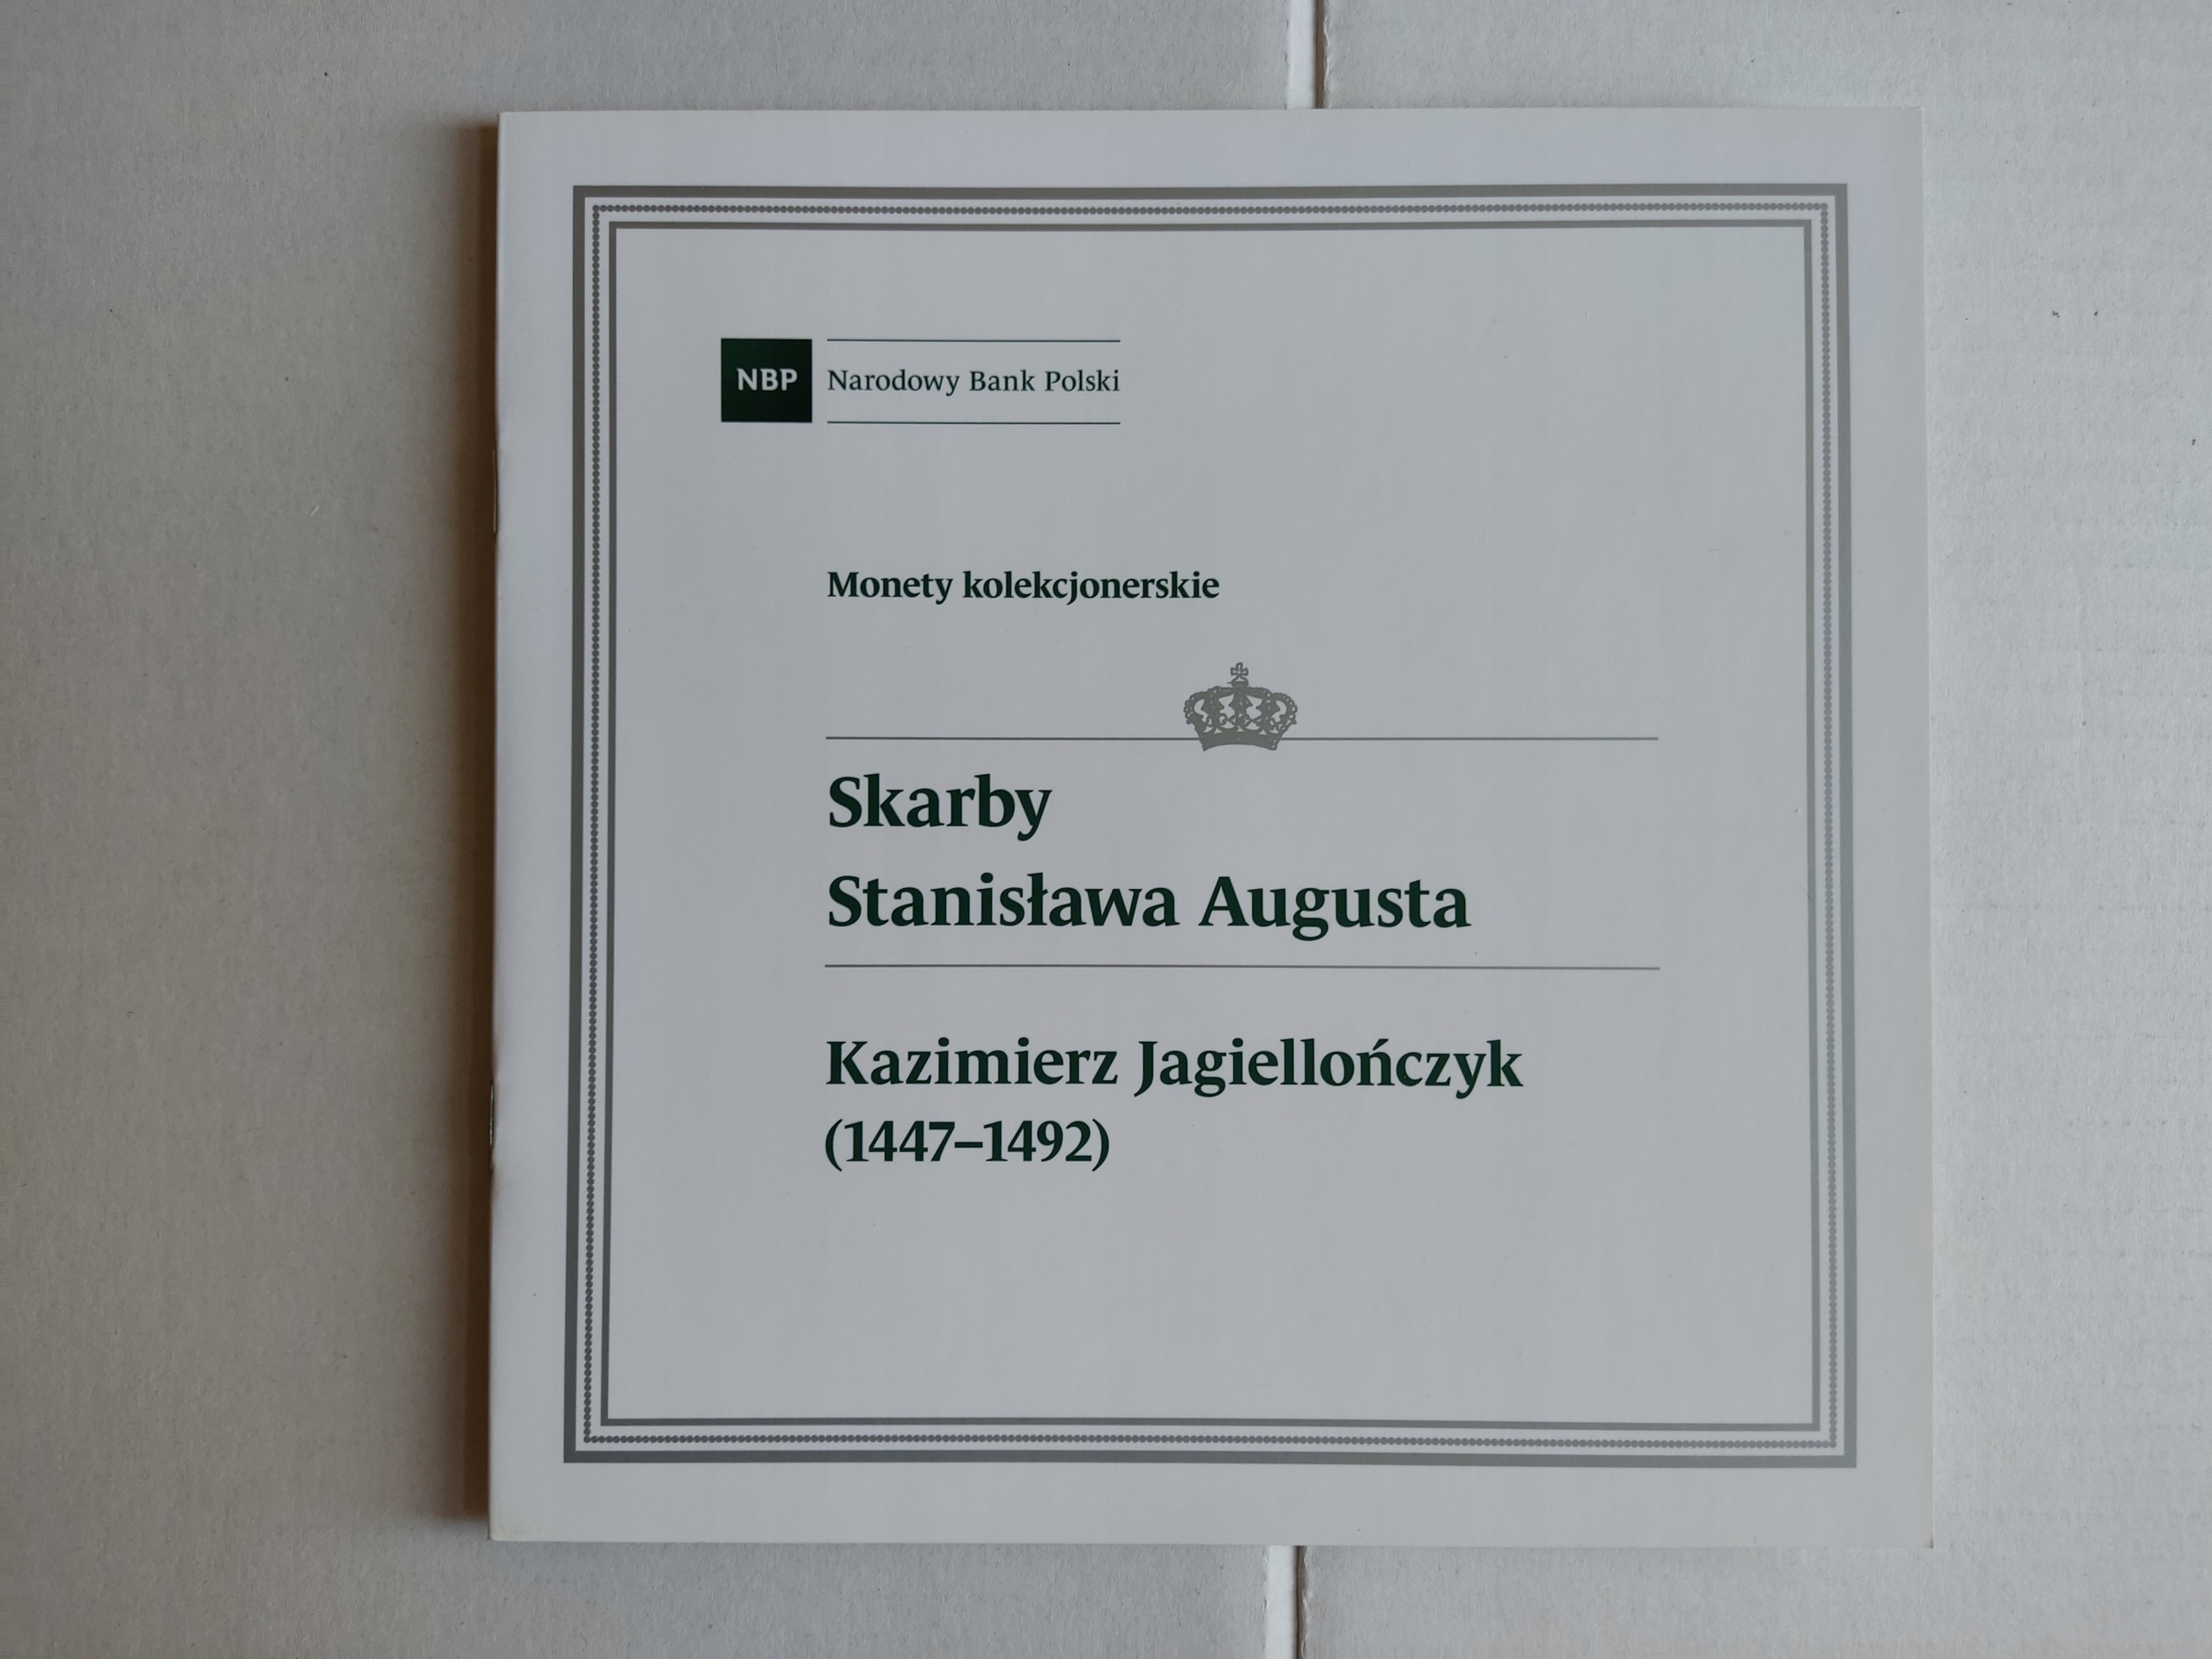 NBP
Narodowy Bank Polski
Monety kolekcjonerskie
Skarby
Stanisława Augusta
Kazimierz Jagiellończyk
(1447–1492)